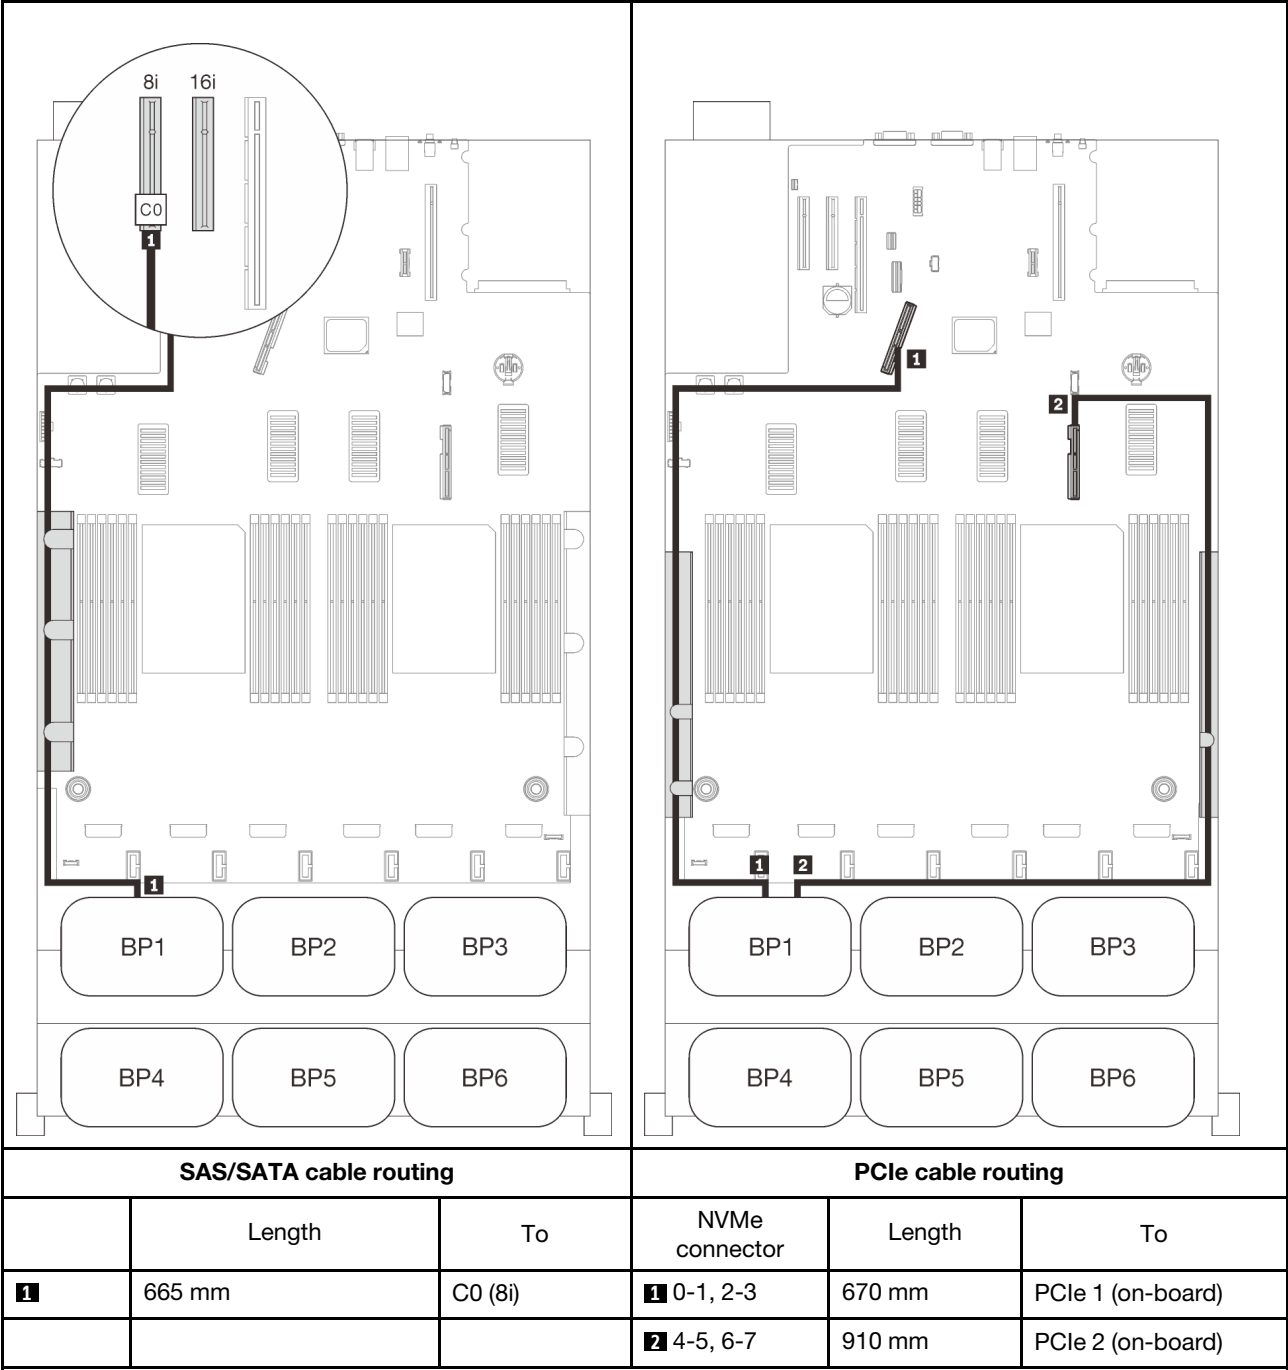 8i 16i
C0
1
1
BP1 BP2 BP3
BP4 BP5 BP6
1
2
1 2
BP1 BP2 BP3
BP4 BP5 BP6
SAS/SATA cable routing
PCIe cable routing
Length
To
NVMe
connector
Length
To
1
665 mm
C0 (8i)
1 0-1, 2-3
670 mm
PCIe 1 (on-board)
2 4-5, 6-7
910 mm
PCIe 2 (on-board)